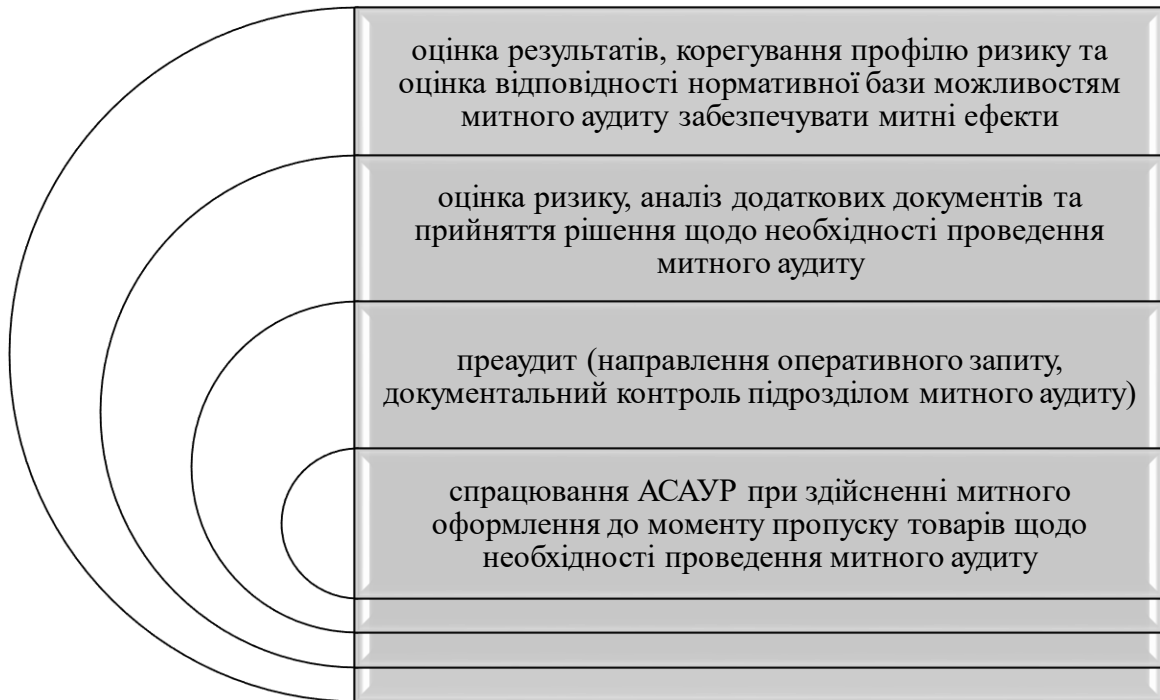 оцінка результатів, корегування профілю ризику та
оцінка відповідності нормативної бази можливостям
митного аудиту забезпечувати митні ефекти
оцінка ризику, аналіз додаткових документів та
прийняття рішення щодо необхідності проведення
митного аудиту
преаудит (направлення оперативного запиту,
документальний контроль підрозділом митного аудиту)
спрацювання АСАУР при здійсненні митного
оформлення до моменту пропуску товарів щодо
необхідності проведення митного аудиту